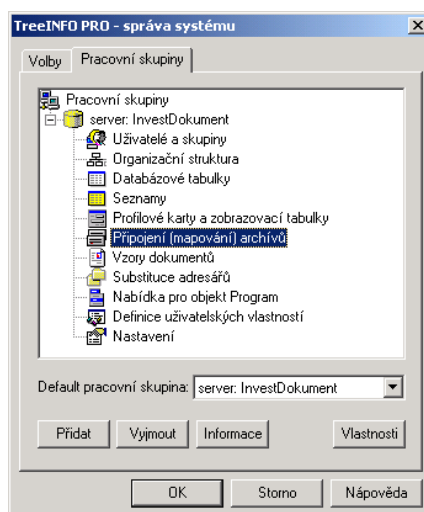 TreeINFO PRO - správa systému
Volby Pracovní skupiny
Pracovní skupiny
server: InvestDokument
Uživatelé a skupiny
Organizační struktura
Databázové tabulky
Seznamy
Profilové karty a zobrazovací tabulky
Připojení (mapování) archívů
Vzory dokumentů
Substituce adresářů
Nabídka pro objekt Program
Definice uživatelských vlastností
Nastavení
Default pracovní skupina: server: InvestDokument
Přidat Vyjmout Informace Vlastnosti
OK Storno Nápověda